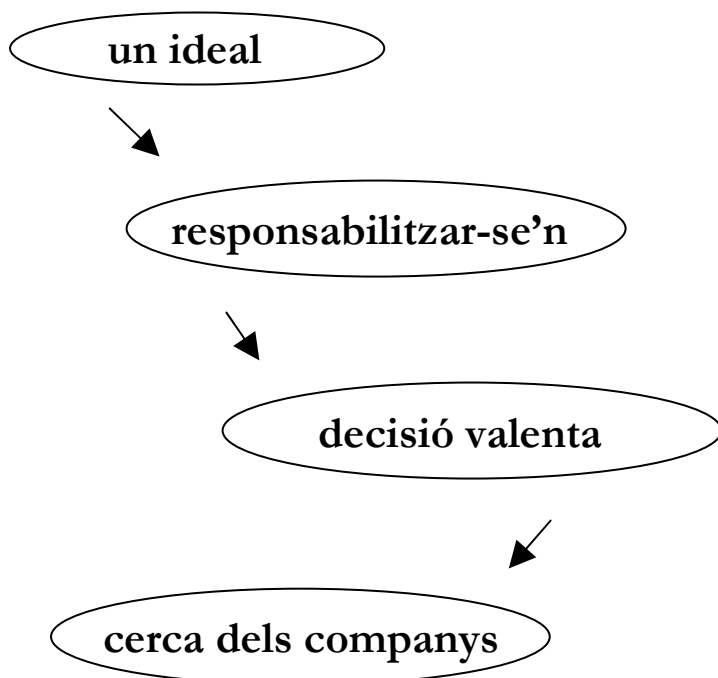 un ideal
responsabilitzar-se’n
decisió valenta
cerca dels companys